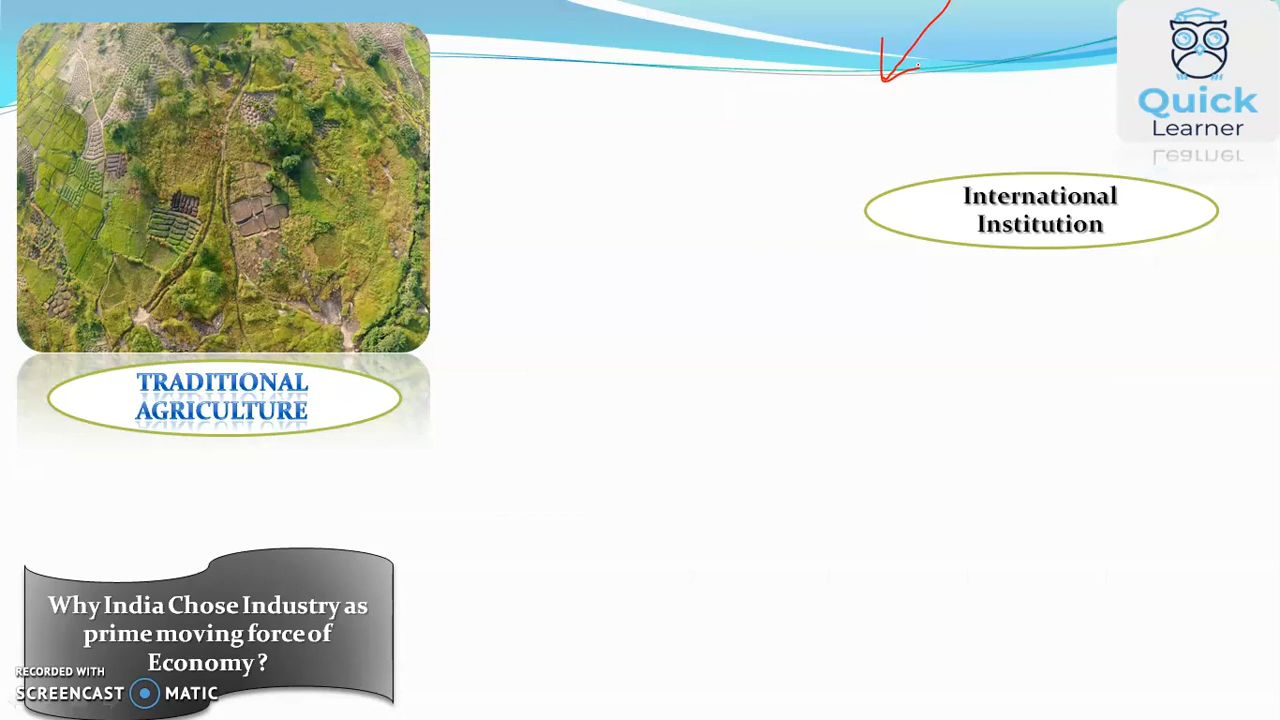 Quick
Learner
International
Institution
TRADITIONAL
AGRICULTURE
Why India Chose Industry as
prime moving force of
Economy ?
RECORDED WITH
SCREENCAST MATIC